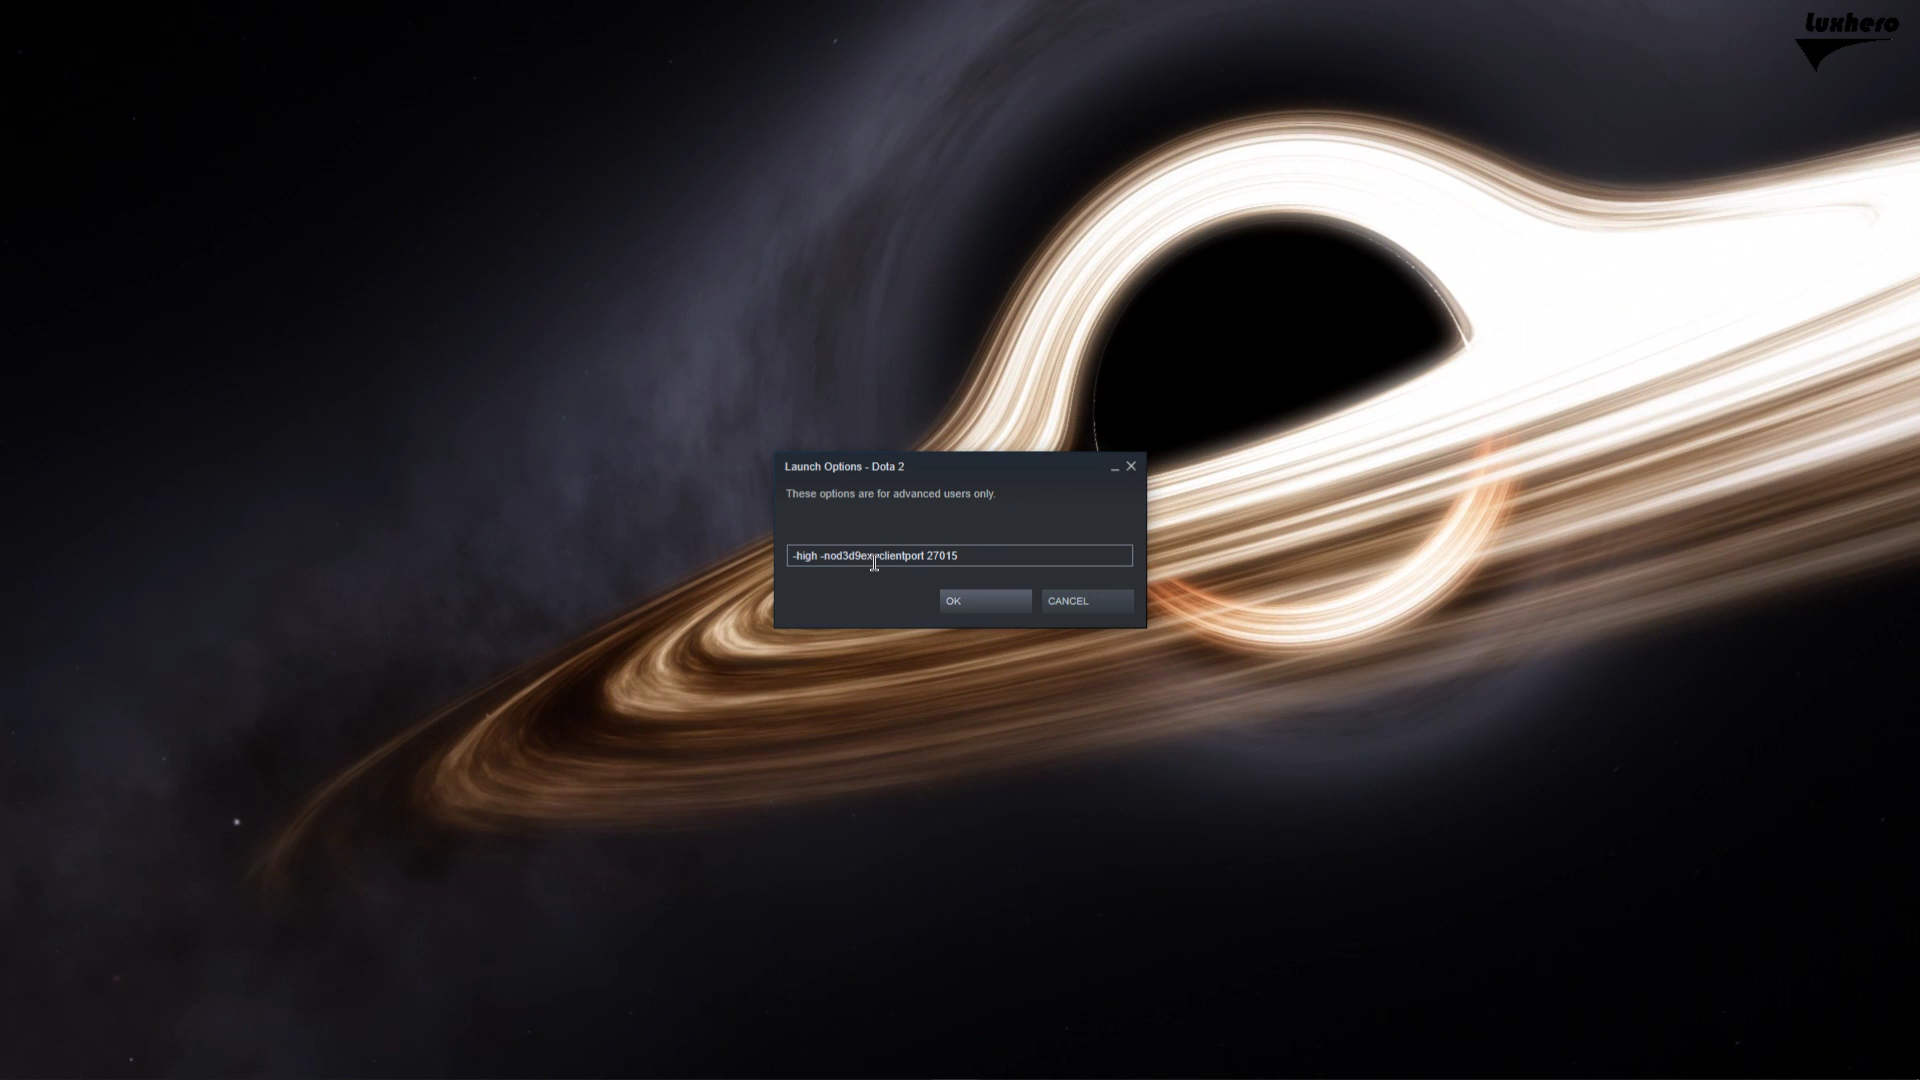 Luxhero
Launch Options - Dota 2
These options are for advanced users only.
-high -nod3d9ex -clientport 27015
OK
CANCEL